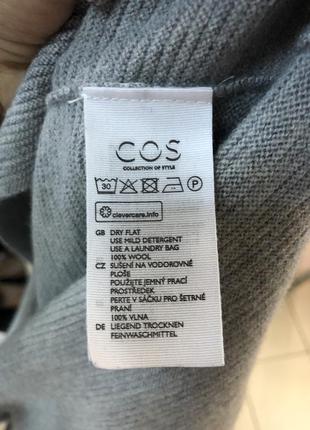 COS
COLLECTION OF STYLE
30 P
clevercare.info
GB DRY FLAT
USE MILD DETERGENT
USE A LAUNDRY BAG
100% WOOL
CZ SUŠENÍ NA VODOROVNÉ
PLOŠE
POUŽIJTE JEMNÝ PRACÍ
PROSTŘEDEK
PERTE V SÁČKU PRO ŠETRNÉ
PRANÍ
100% VLNA
DE LIEGEND TROCKNEN
FEINWASCHMITTEL